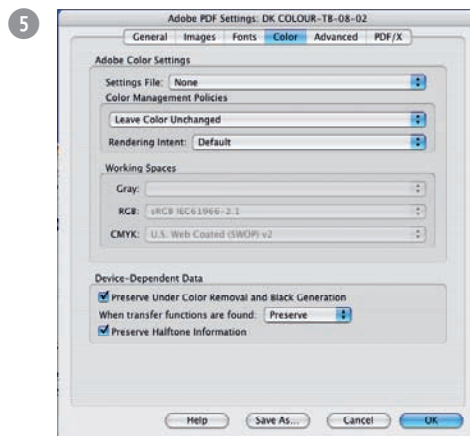 5
Adobe PDF Settings: DK COLOUR-TB-08-02
General Images Fonts Color Advanced PDF/X
Adobe Color Settings
Settings File: None
Color Management Policies
Leave Color Unchanged
Rendering Intent: Default
Working Spaces
Gray:
RGB: sRGB IEC61966-2.1
CMYK: U.S. Web Coated (SWOP) v2
Device-Dependent Data
Preserve Under Color Removal and Black Generation
When transfer functions are found: Preserve
Preserve Halftone Information
Help Save As... Cancel OK